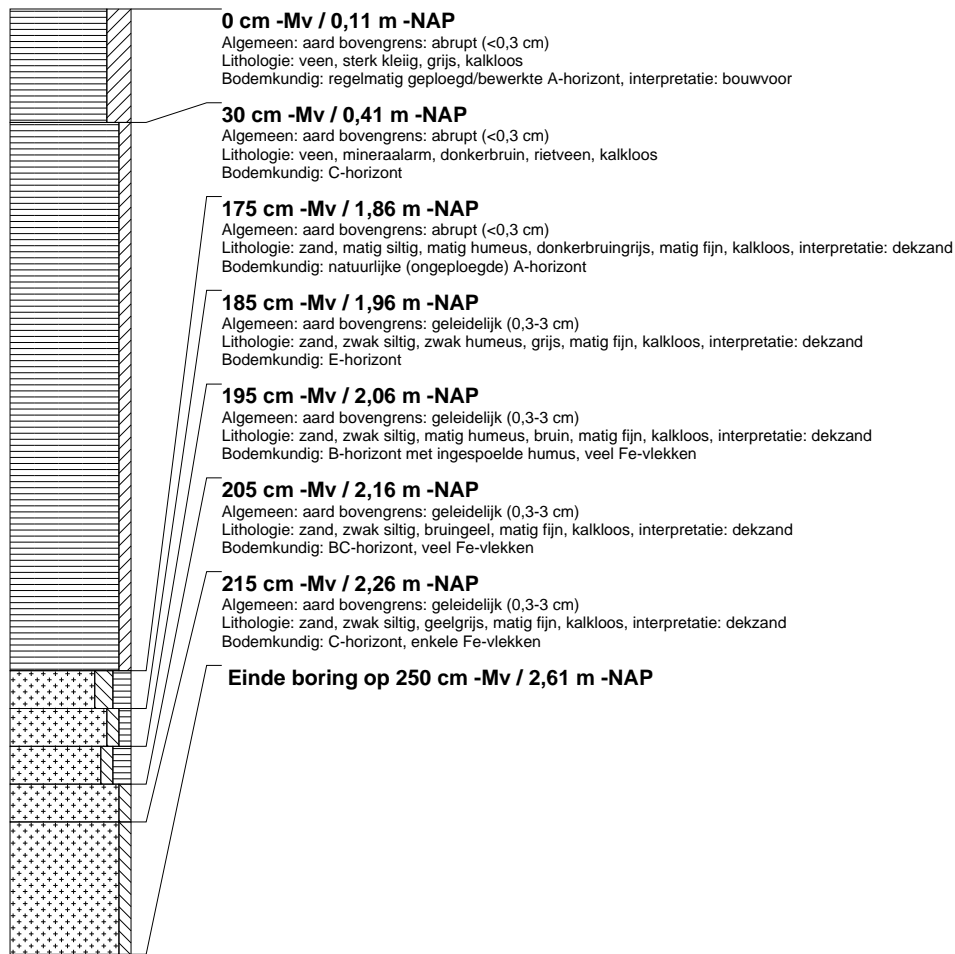 0 cm -Mv / 0,11 m -NAP
Algemeen: aard bovengrens: abrupt (<0,3 cm)
Lithologie: veen, sterk kleiig, grijs, kalkloos
Bodemkundig: regelmatig geploegd/bewerkte A-horizont, interpretatie: bouwvoor
30 cm -Mv / 0,41 m -NAP
Algemeen: aard bovengrens: abrupt (<0,3 cm)
Lithologie: veen, mineraalarm, donkerbruin, rietveen, kalkloos
Bodemkundig: C-horizont
175 cm -Mv / 1,86 m -NAP
Algemeen: aard bovengrens: abrupt (<0,3 cm)
Lithologie: zand, matig siltig, matig humeus, donkerbruingrijs, matig fijn, kalkloos, interpretatie: dekzand
Bodemkundig: natuurlijke (ongeploegde) A-horizont
185 cm -Mv / 1,96 m -NAP
Algemeen: aard bovengrens: geleidelijk (0,3-3 cm)
Lithologie: zand, zwak siltig, zwak humeus, grijs, matig fijn, kalkloos, interpretatie: dekzand
Bodemkundig: E-horizont
195 cm -Mv / 2,06 m -NAP
Algemeen: aard bovengrens: geleidelijk (0,3-3 cm)
Lithologie: zand, zwak siltig, matig humeus, bruin, matig fijn, kalkloos, interpretatie: dekzand
Bodemkundig: B-horizont met ingespoelde humus, veel Fe-vlekken
205 cm -Mv / 2,16 m -NAP
Algemeen: aard bovengrens: geleidelijk (0,3-3 cm)
Lithologie: zand, zwak siltig, bruingeel, matig fijn, kalkloos, interpretatie: dekzand
Bodemkundig: BC-horizont, veel Fe-vlekken
215 cm -Mv / 2,26 m -NAP
Algemeen: aard bovengrens: geleidelijk (0,3-3 cm)
Lithologie: zand, zwak siltig, geelgrijs, matig fijn, kalkloos, interpretatie: dekzand
Bodemkundig: C-horizont, enkele Fe-vlekken
Einde boring op 250 cm -Mv / 2,61 m -NAP